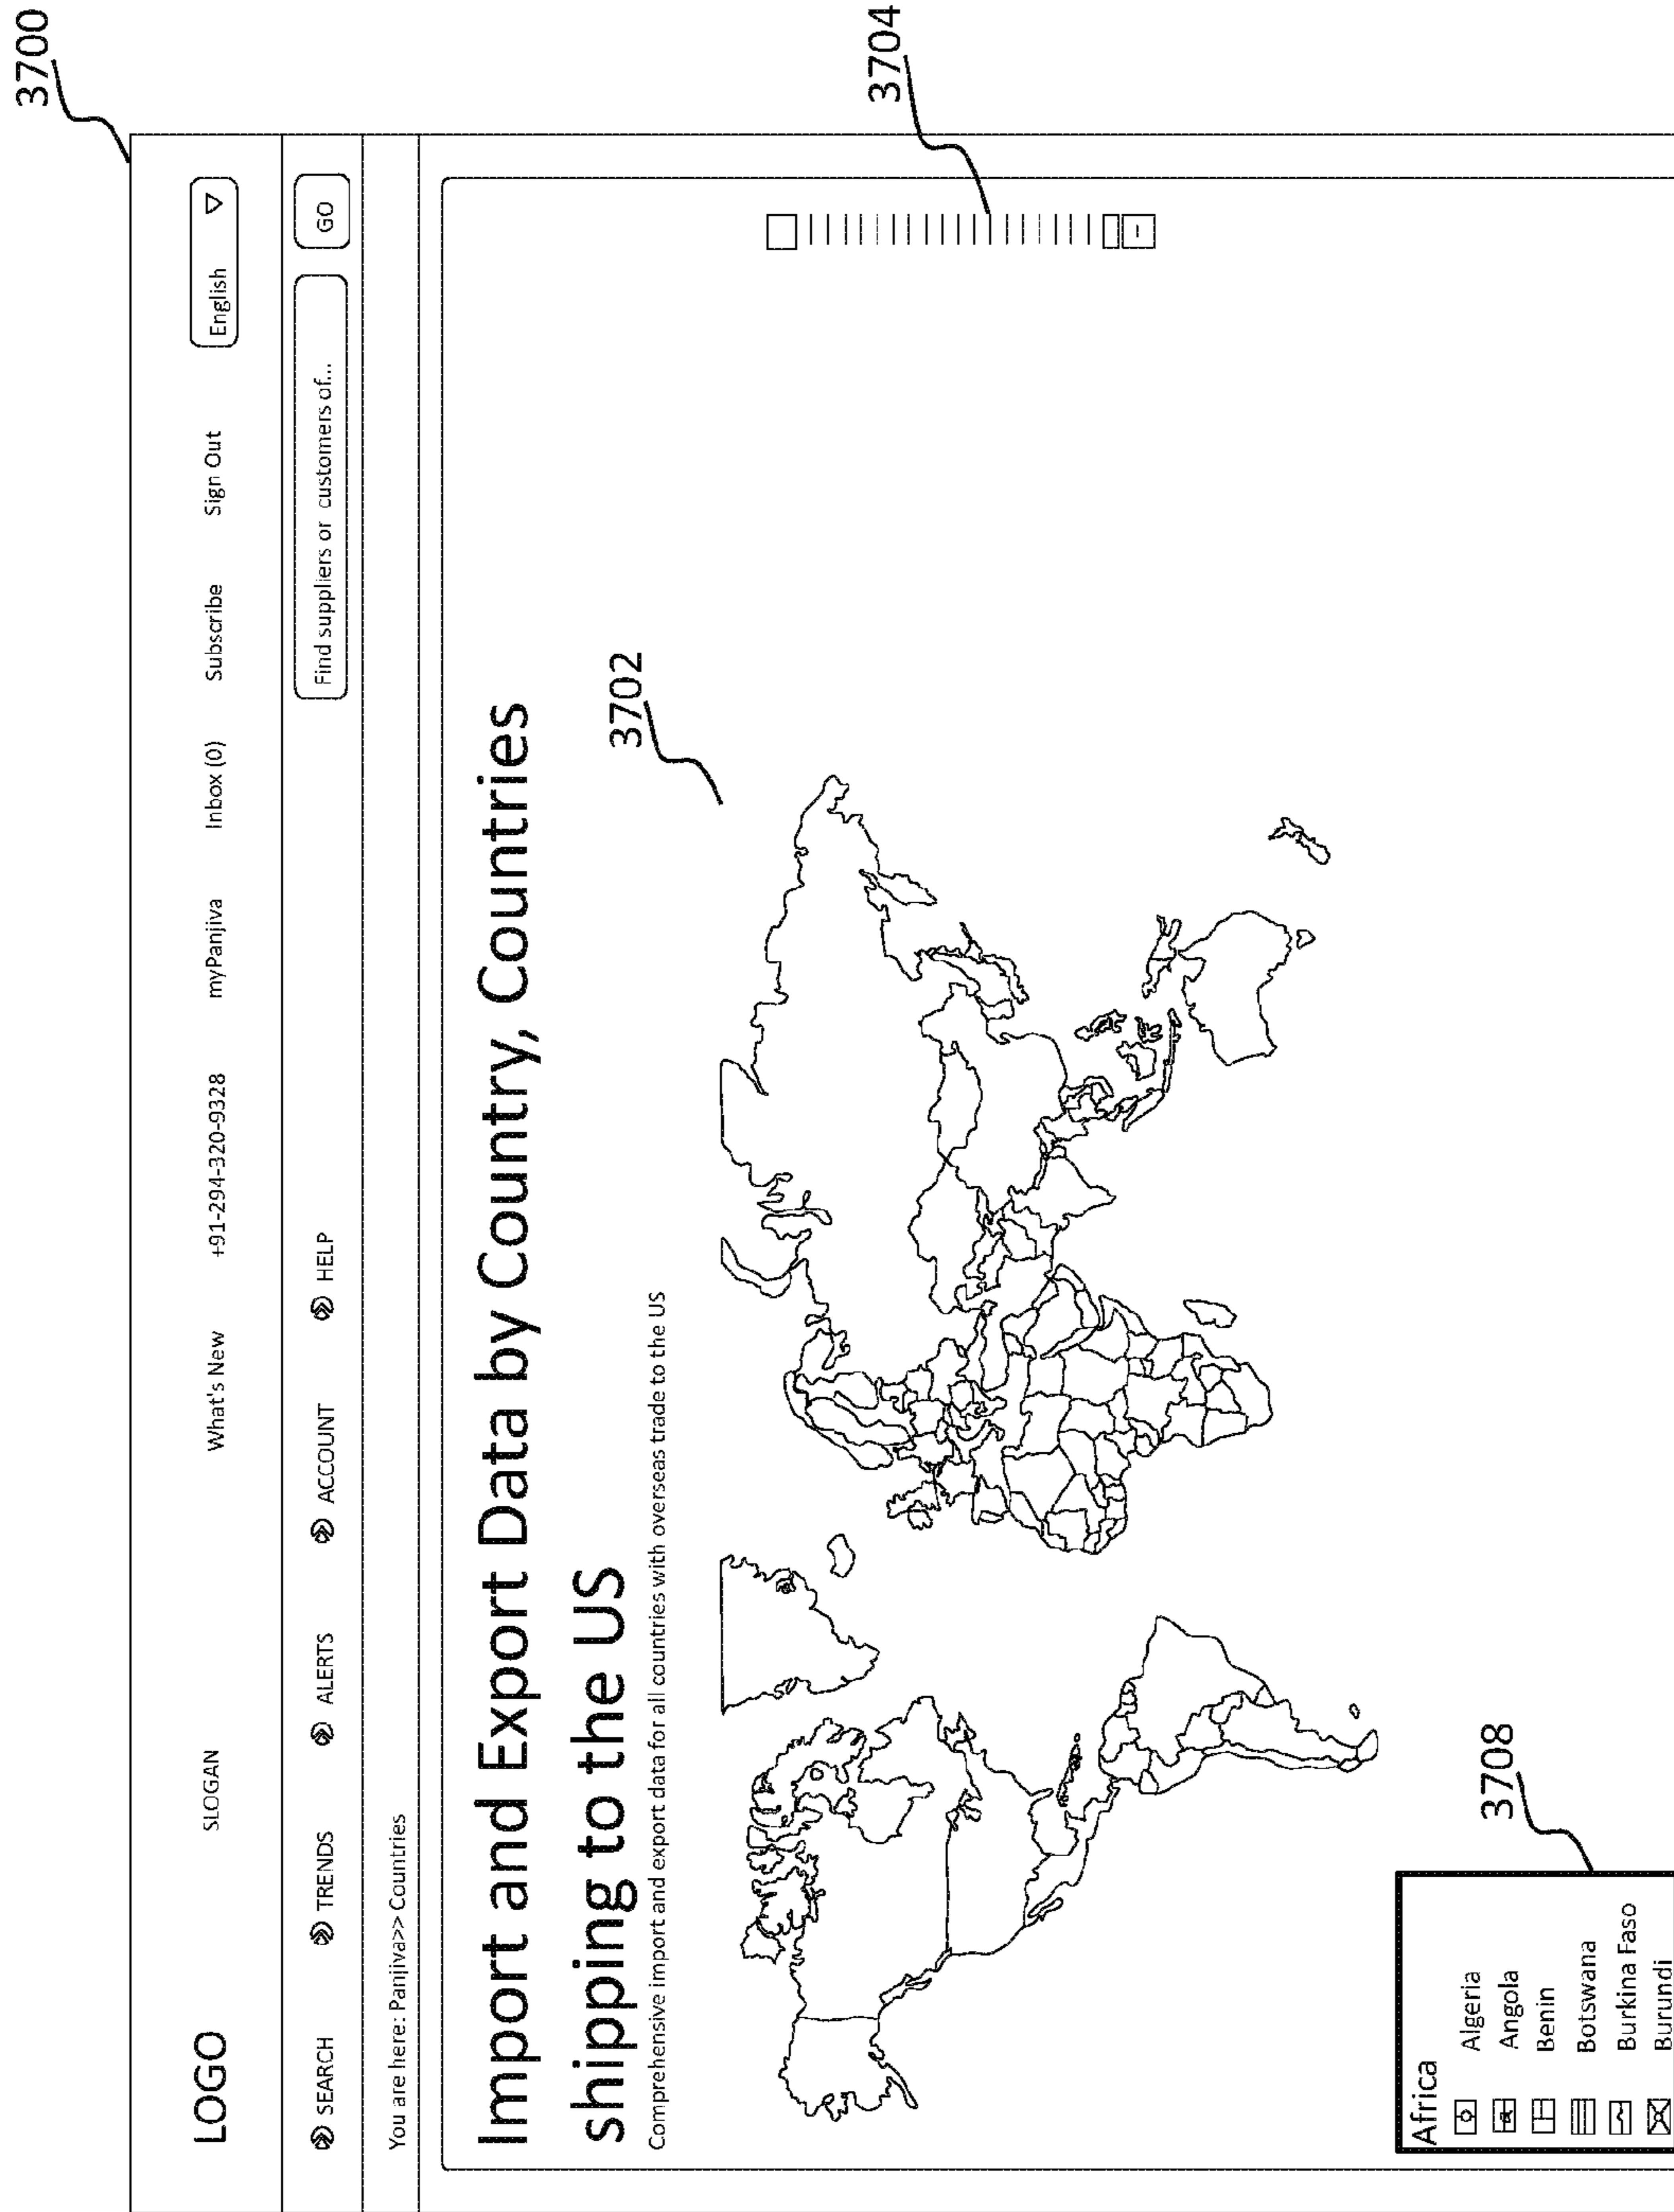 3700
LOGO
SLOGAN
What's New
+91-294-320-9328
myPanjiva
Inbox (0)
Subscribe
Sign Out
English
SEARCH
TRENDS
ALERTS
ACCOUNT
HELP
Find suppliers or customers of...
GO
You are here: Panjiva>> Countries
Import and Export Data by Country, Countries
shipping to the US
Comprehensive import and export data for all countries with overseas trade to the US
3702
3704
3708
Africa
Algeria
Angola
Benin
Botswana
Burkina Faso
Burundi